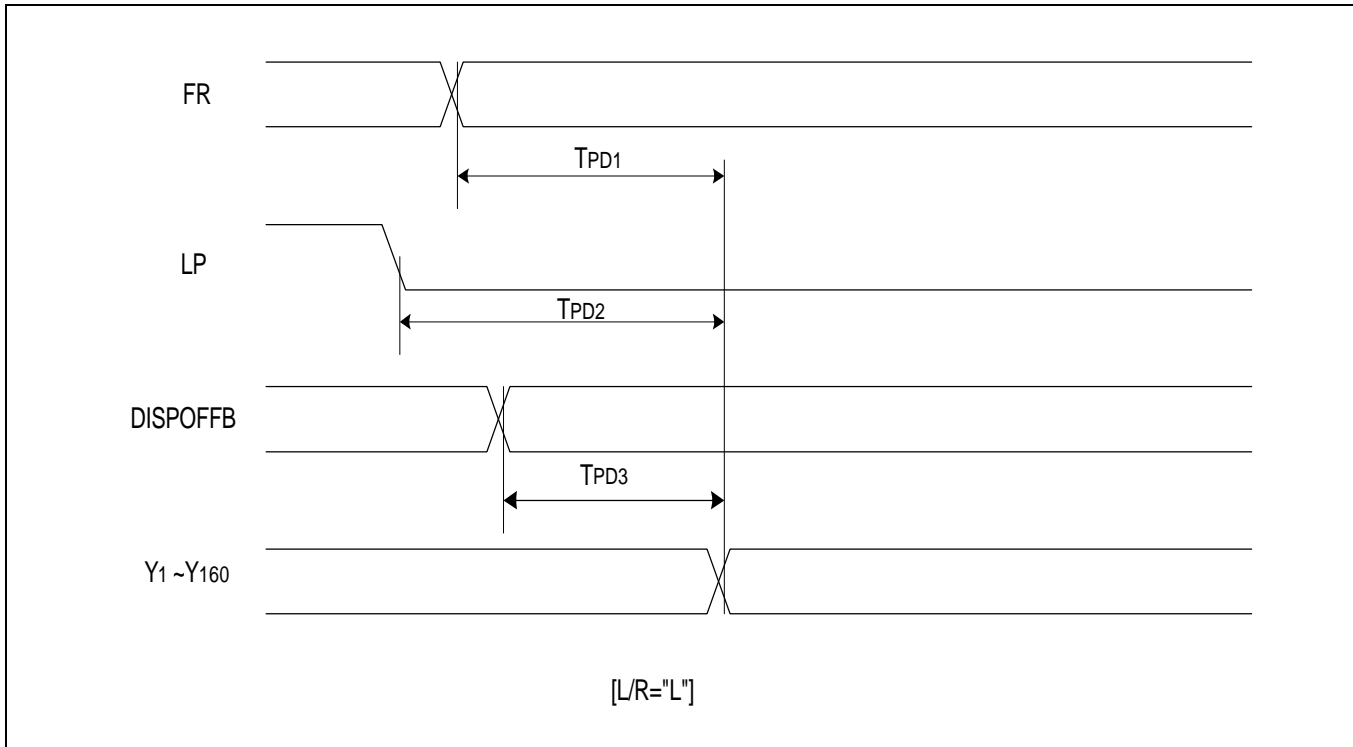 FR
TPD1
LP
TPD2
DISPOFFB
TPD3
Y1 ~Y160
[L/R="L"]